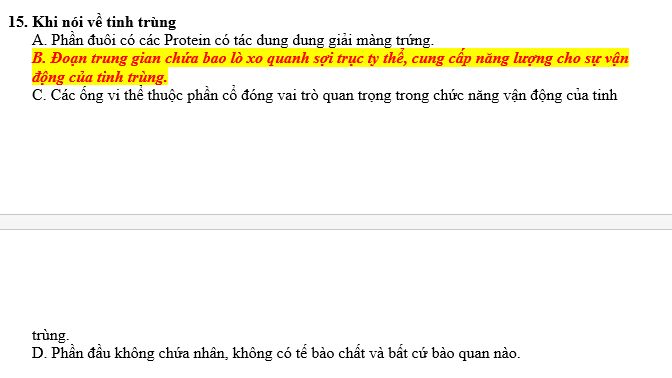 15. Khi nói về tinh trùng
A. Phần đuôi có các Protein có tác dung dung giải màng trứng.
B. Đoạn trung gian chứa bao lò xo quanh sợi trục ty thể, cung cấp năng lượng cho sự vận
động của tinh trùng.
C. Các ống vi thể thuộc phần cổ đóng vai trò quan trọng trong chức năng vận động của tinh
trùng.
D. Phần đầu không chứa nhân, không có tế bào chất và bất cứ bào quan nào.